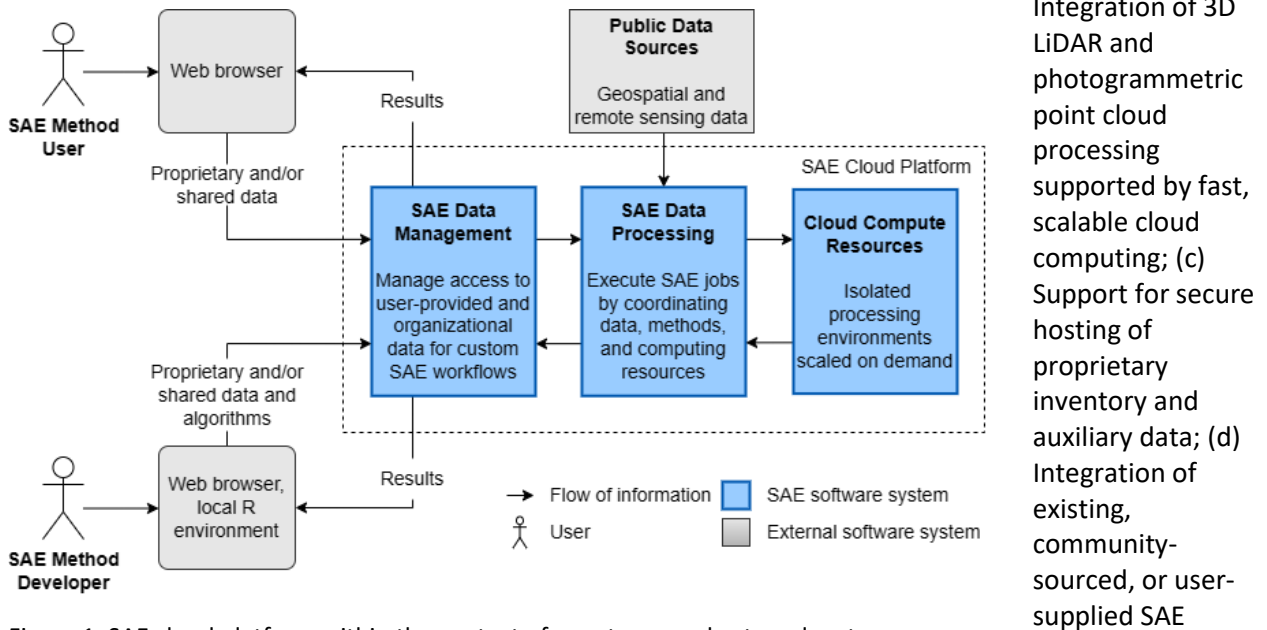 Public Data
Sources
Geospatial and
remote sensing data
Web browser
Results
SAE Method
User
Proprietary and/or
shared data
SAE Cloud Platform
SAE Data
Management
Manage access to
user-provided and
organizational
data for custom
SAE workflows
SAE Data
Processing
Execute SAE jobs
by coordinating
data, methods,
and computing
resources
Cloud Compute
Resources
Isolated
processing
environments
scaled on demand
Proprietary and/or
shared data and
algorithms
Web browser,
local R
environment
Results
SAE Method
Developer
Flow of information
SAE software system
User
External software system
Integration of 3D
LiDAR and
photogrammetric
point cloud
processing
supported by fast,
scalable cloud
computing; (c)
Support for secure
hosting of
proprietary
inventory and
auxiliary data; (d)
Integration of
existing,
community-
sourced, or user-
supplied SAE